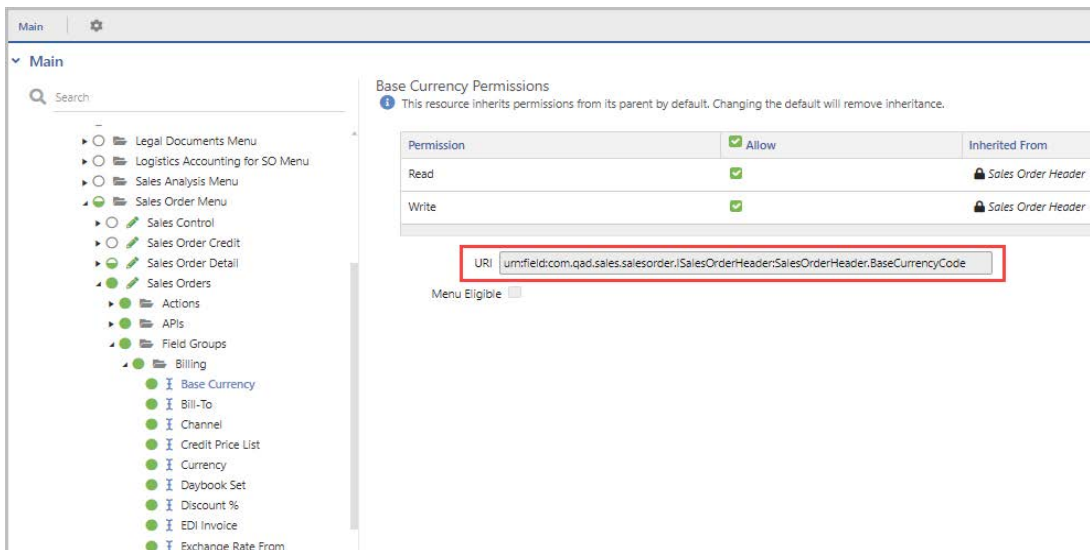 Main
Main
Search
Base Currency Permissions
This resource inherits permissions from its parent by default. Changing the default will remove inheritance.
Permission Allow Inherited From
Read Sales Order Header
Write Sales Order Header
URI urn:field:com.qad.sales.salesorder.ISalesOrderHeader:SalesOrderHeader.BaseCurrencyCode
Menu Eligible
Legal Documents Menu
Logistics Accounting for SO Menu
Sales Analysis Menu
Sales Order Menu
Sales Control
Sales Order Credit
Sales Order Detail
Sales Orders
Actions
APIs
Field Groups
Billing
Base Currency
Bill-To
Channel
Credit Price List
Currency
Daybook Set
Discount %
EDI Invoice
Exchange Rate From